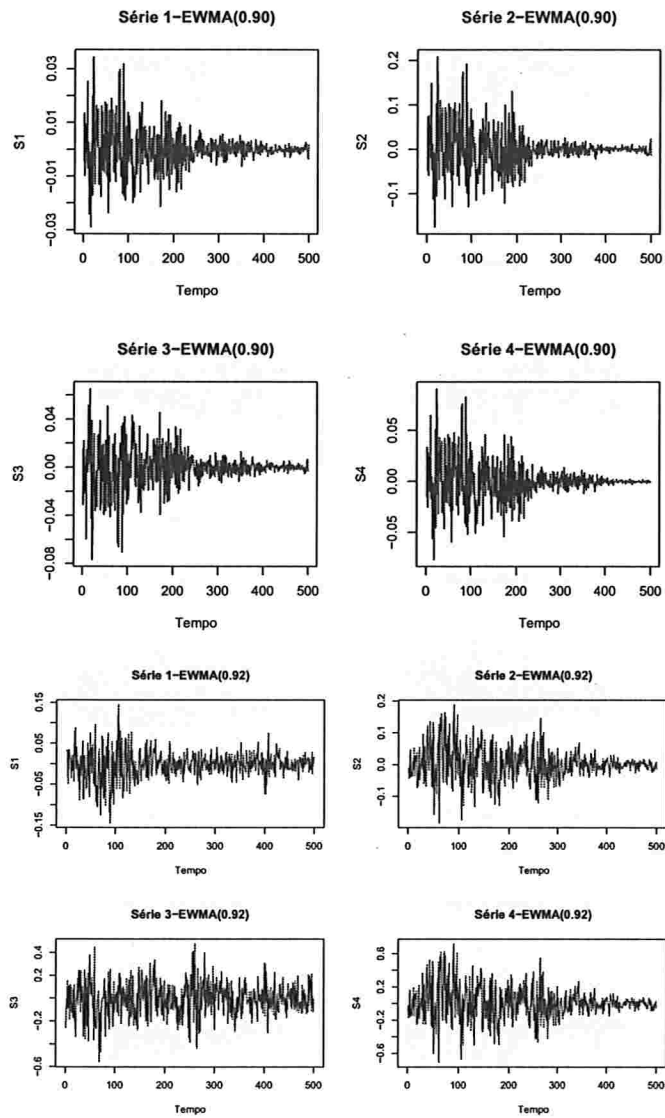 Série 1−EWMA(0.90)
Série 2−EWMA(0.90)
S1
0.03
0.01
−0.01
−0.03
0 100 200 300 400 500
Tempo
S2
0.2
0.1
0.0
−0.1
0 100 200 300 400 500
Tempo
Série 3−EWMA(0.90)
Série 4−EWMA(0.90)
S3
0.04
0.00
−0.04
−0.08
0 100 200 300 400 500
Tempo
S4
0.05
0.00
−0.05
0 100 200 300 400 500
Tempo
Série 1−EWMA(0.92)
Série 2−EWMA(0.92)
S1
0.15
0.05
−0.05
−0.15
0 100 200 300 400 500
Tempo
S2
0.2
0.1
0.0
−0.1
0 100 200 300 400 500
Tempo
Série 3−EWMA(0.92)
Série 4−EWMA(0.92)
S3
0.4
0.2
−0.2
−0.6
0 100 200 300 400 500
Tempo
S4
0.6
0.2
−0.2
−0.6
0 100 200 300 400 500
Tempo